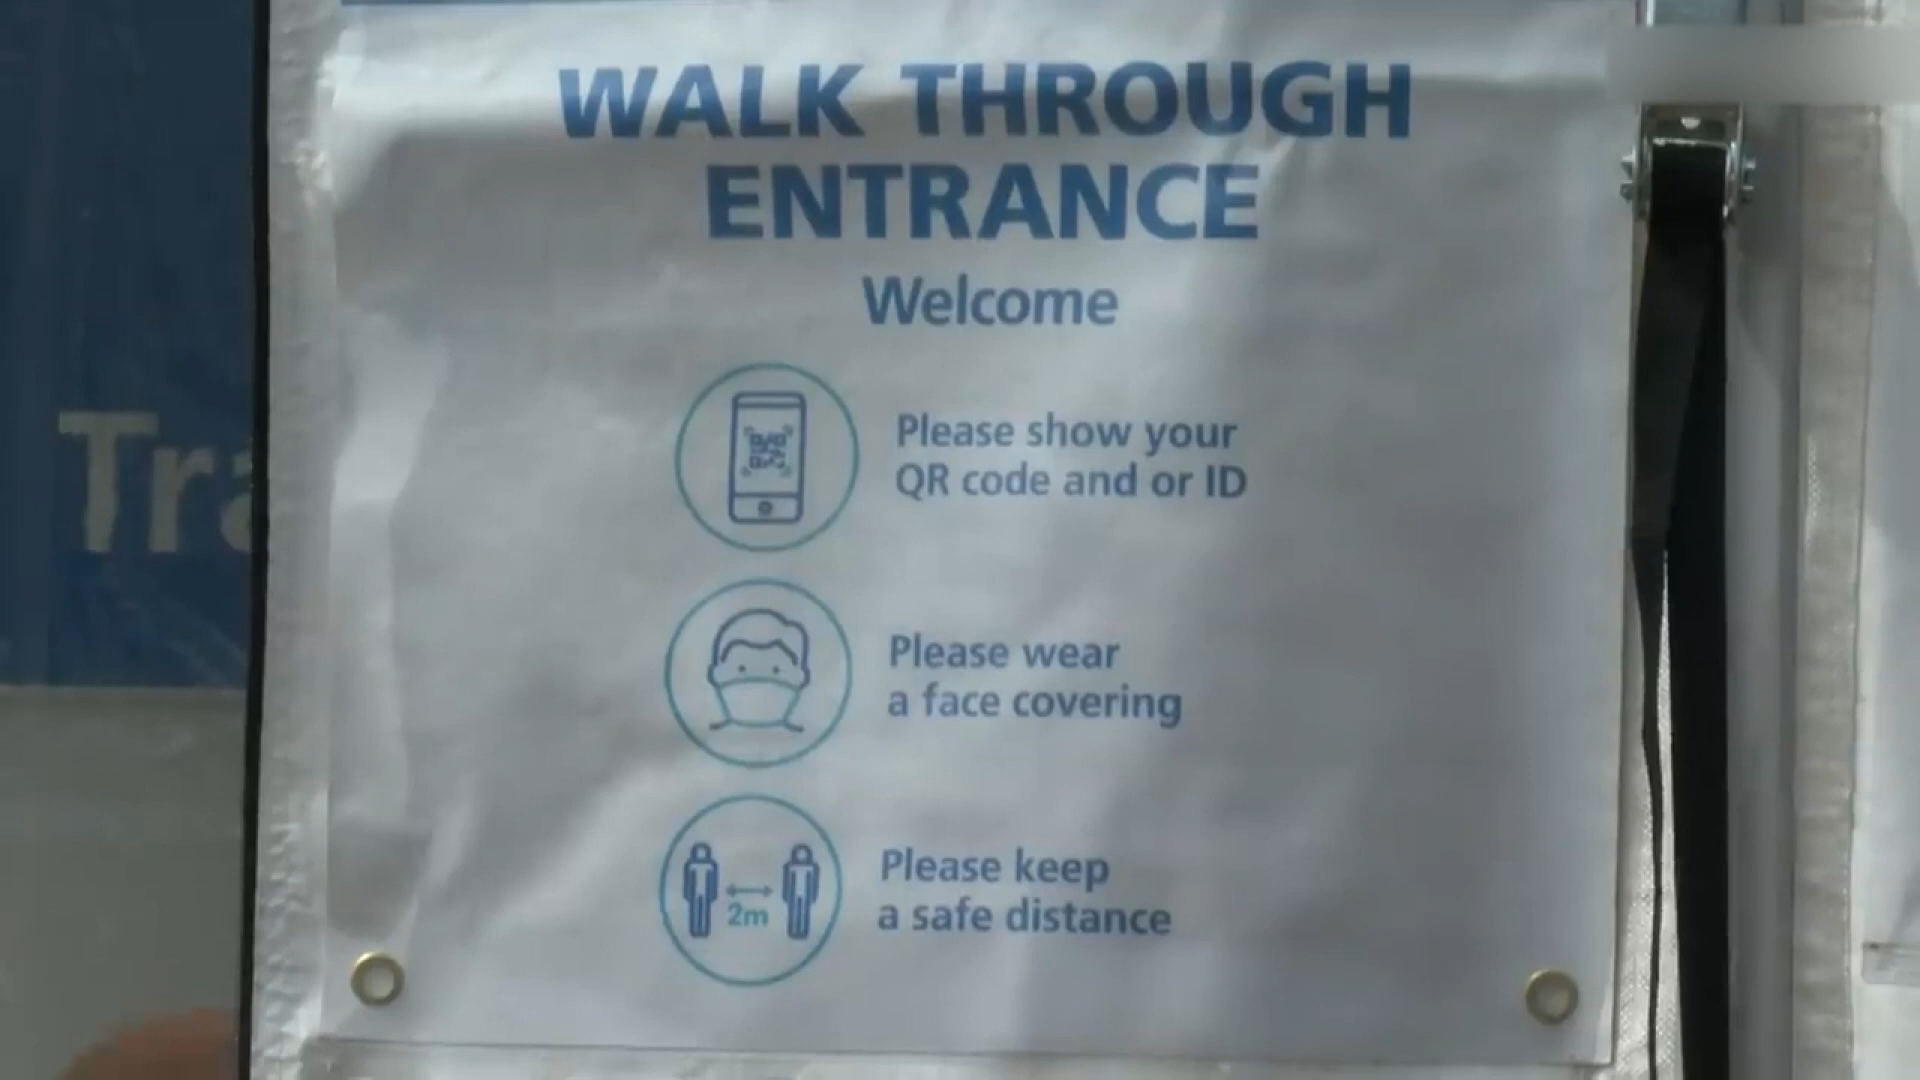 WALK THROUGH
ENTRANCE
Welcome
Please show your
QR code and or ID
Please wear
a face covering
2m
Please keep
a safe distance
Tra